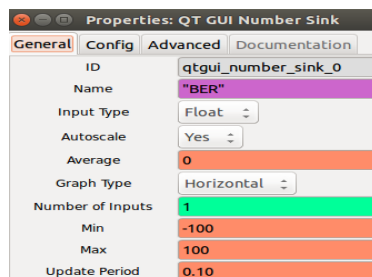 Properties: QT GUI Number Sink
General Config Advanced Documentation
ID qtgui_number_sink_0
Name "BER"
Input Type Float
Autoscale Yes
Average 0
Graph Type Horizontal
Number of Inputs 1
Min -100
Max 100
Update Period 0.10